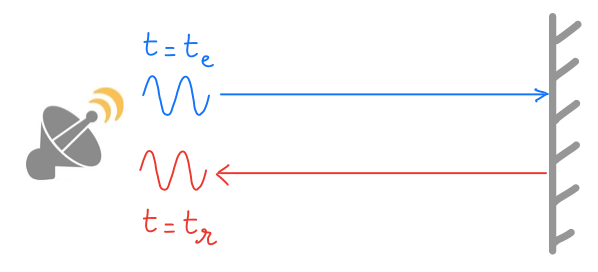 t = tₑ
t = tᵣ